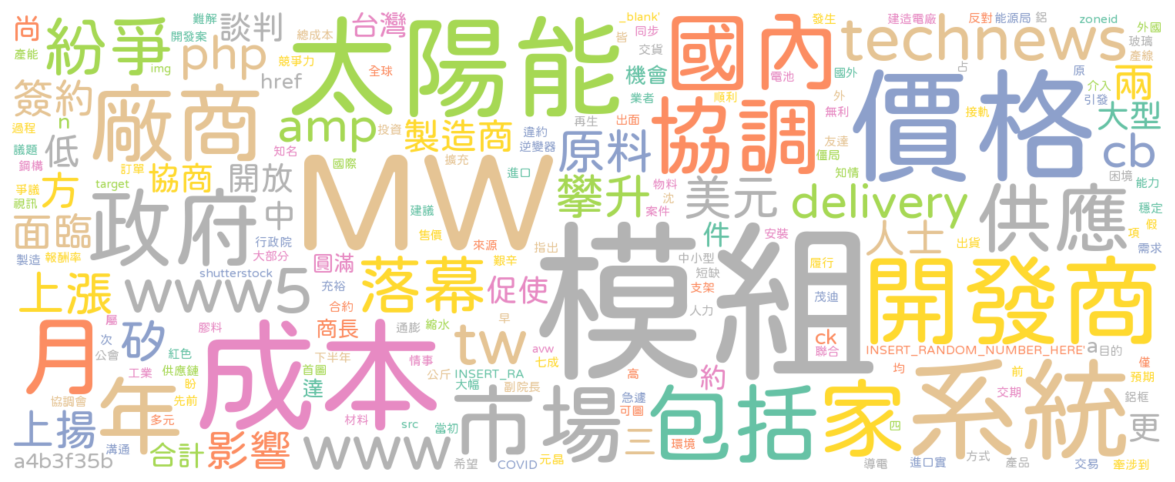 尚
難解
紛爭
談判
台灣
_blank'
發生
建造電廠
反對
能源局
鋁
zoneid
外國
開發案
總成本
太陽能
國內
technews
同步
皆
產能
img
php
競爭力
交貨
國外
玻璃
產線
簽約
廠商
href
全球
機會
電池
占
原
介入
兩
引發
n
amp
投資
製造商
業者
順利
外
價格
無利
接軌
大型
過程
低
訂單
知名
再生
出面
違約
逆變器
原料
協調
友達
僵局
cb
議題
鋼構
方
協商
開放
國際
擴充
進口
攀升
物料
沈
案件
美元
知情
delivery
困境
能力
供應
爭議
視訊
target
政府
中
MW
建議
售價
來源
指出
件
人士
安裝
出貨
穩定
假
項
面臨
製造
報酬率
行政院
大部分
艱辛
模組
中小型
短缺
支架
履行
需求
上漲
www5
shutterstock
圓滿
充裕
落幕
促使
人力
茂迪
開發商
月
屬
次
矽
膠料
成本
合約
商長
通膨
縮水
早
tw
avw
ck
聯合
INSERT_RANDOM_NUMBER_HERE'
a
目的
僅
公會
紅色
供應鏈
下半年
情事
七成
工業
盼
首圖
公斤
INSERT_RA
大幅
副院長
高
約
均
前
預期
年
先前
達
協調會
多元
材料
src
當初
市場
急遽
可圖
包括
家
四
系統
交期
鋁框
更
上揚
溝通
合計
影響
www
希望
COVID
元晶
三
環境
導電
進口實
方式
產品
交易
牽涉到
a4b3f35b